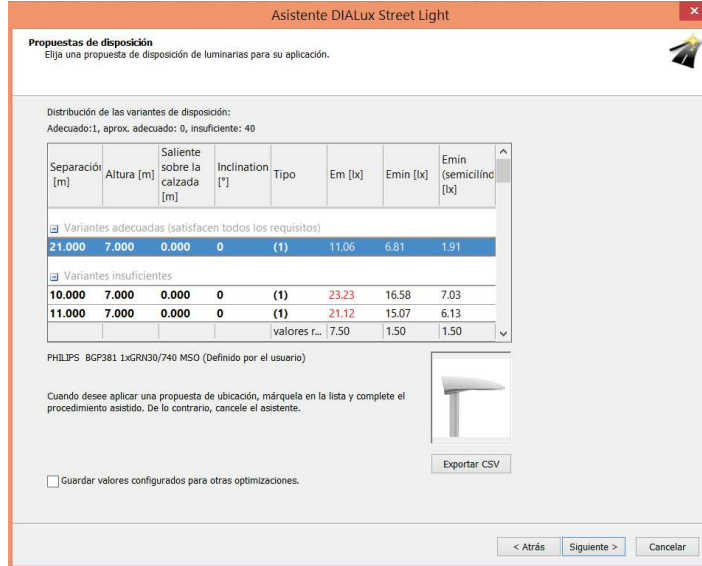 Asistente DIALux Street Light
Propuestas de disposición
Elija una propuesta de disposición de luminarias para su aplicación.
Distribución de las variantes de disposición:
Adecuado:1, aprox. adecuado: 0, insuficiente: 40
Separación [m] Altura [m] Saliente sobre la calzada [m] Inclination [°] Tipo Em [lx] Emin [lx] Emin (semicilínd [lx]
Variantes adecuadas (satisfacen todos los requisitos)
21.000 7.000 0.000 0 (1) 11.06 6.81 1.91
Variantes insuficientes
10.000 7.000 0.000 0 (1) 23.23 16.58 7.03
11.000 7.000 0.000 0 (1) 21.12 15.07 6.13
valores r... 7.50 1.50 1.50
PHILIPS BGP381 1xGRN30/740 MSO (Definido por el usuario)
Cuando desee aplicar una propuesta de ubicación, márquela en la lista y complete el
procedimiento asistido. De lo contrario, cancele el asistente.
Exportar CSV
Guardar valores configurados para otras optimizaciones.
< Atrás Siguiente > Cancelar